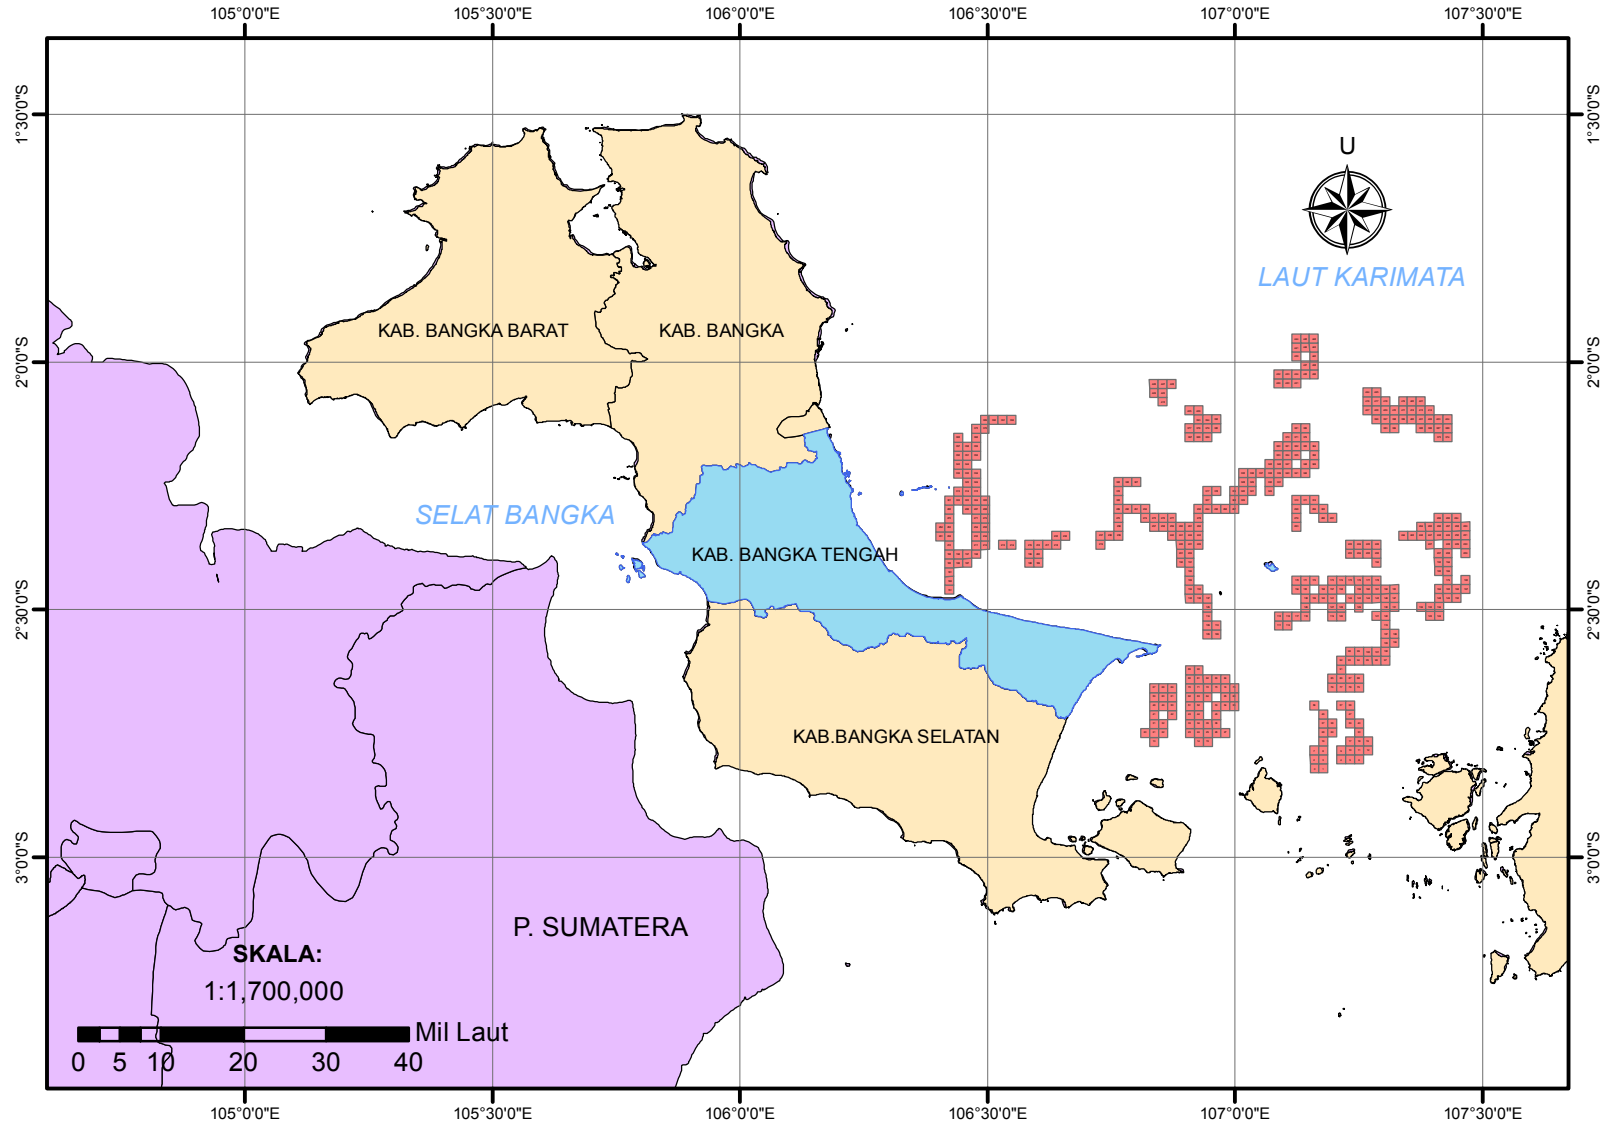 105°0'0"E 105°30'0"E 106°0'0"E 106°30'0"E 107°0'0"E 107°30'0"E
1°30'0"S 1°30'0"S
U
LAUT KARIMATA
KAB. BANGKA BARAT KAB. BANGKA
2°0'0"S 2°0'0"S
SELAT BANGKA
KAB. BANGKA TENGAH
2°30'0"S 2°30'0"S
KAB.BANGKA SELATAN
3°0'0"S 3°0'0"S
P. SUMATERA
SKALA:
1:1,700,000
Mil Laut
0 5 10 20 30 40
105°0'0"E 105°30'0"E 106°0'0"E 106°30'0"E 107°0'0"E 107°30'0"E